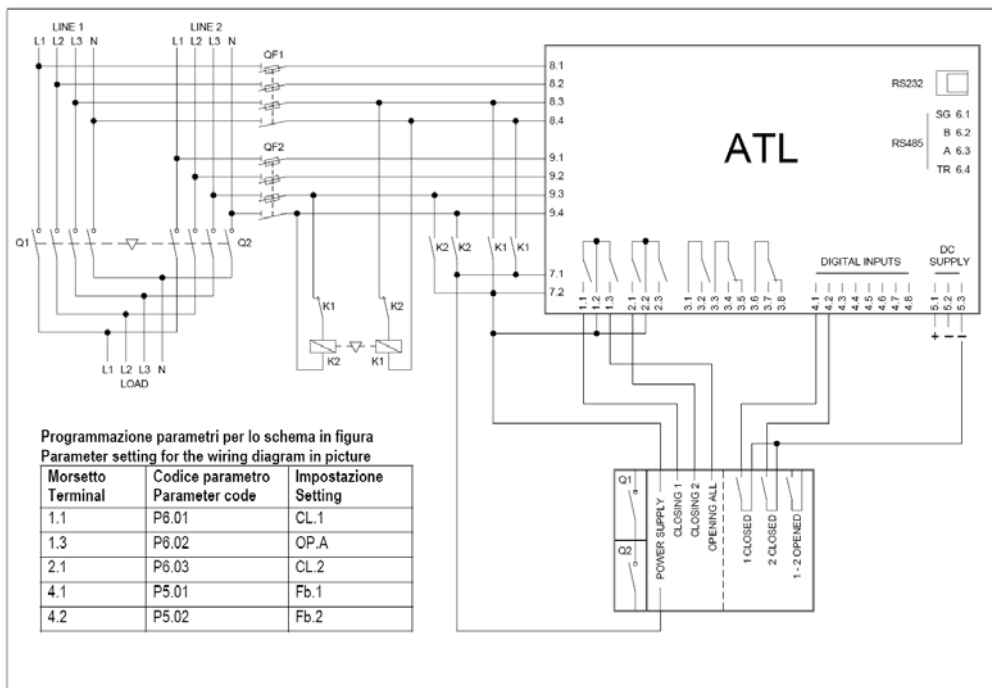 LINE 1 LINE 2
L1 L2 L3 N L1 L2 L3 N
QF1
8.1
8.2
8.3
8.4
QF2
9.1
9.2
9.3
9.4
ATL
RS232
SG 6.1
B 6.2
A 6.3
TR 6.4
RS485
Q1 Q2
K2 K2 K1 K1
7.1
7.2
1.1 1.2 1.3 2.1 2.2 2.3 3.1 3.2 3.3 3.4 3.5 3.6 3.7 3.8
DIGITAL INPUTS
4.1 4.2 4.3 4.4 4.5 4.6 4.7 4.8
DC
SUPPLY
5.1 5.2 5.3
+ – –
K1 K2
K2 K1
L1 L2 L3 N
LOAD
Q1
Q2
POWER SUPPLY
CLOSING 1
CLOSING 2
OPENING ALL
1 CLOSED
2 CLOSED
1 - 2 OPENED
Programmazione parametri per lo schema in figura
Parameter setting for the wiring diagram in picture
Morsetto Codice parametro Impostazione
Terminal Parameter code Setting
1.1 P6.01 CL.1
1.3 P6.02 OP.A
2.1 P6.03 CL.2
4.1 P5.01 Fb.1
4.2 P5.02 Fb.2